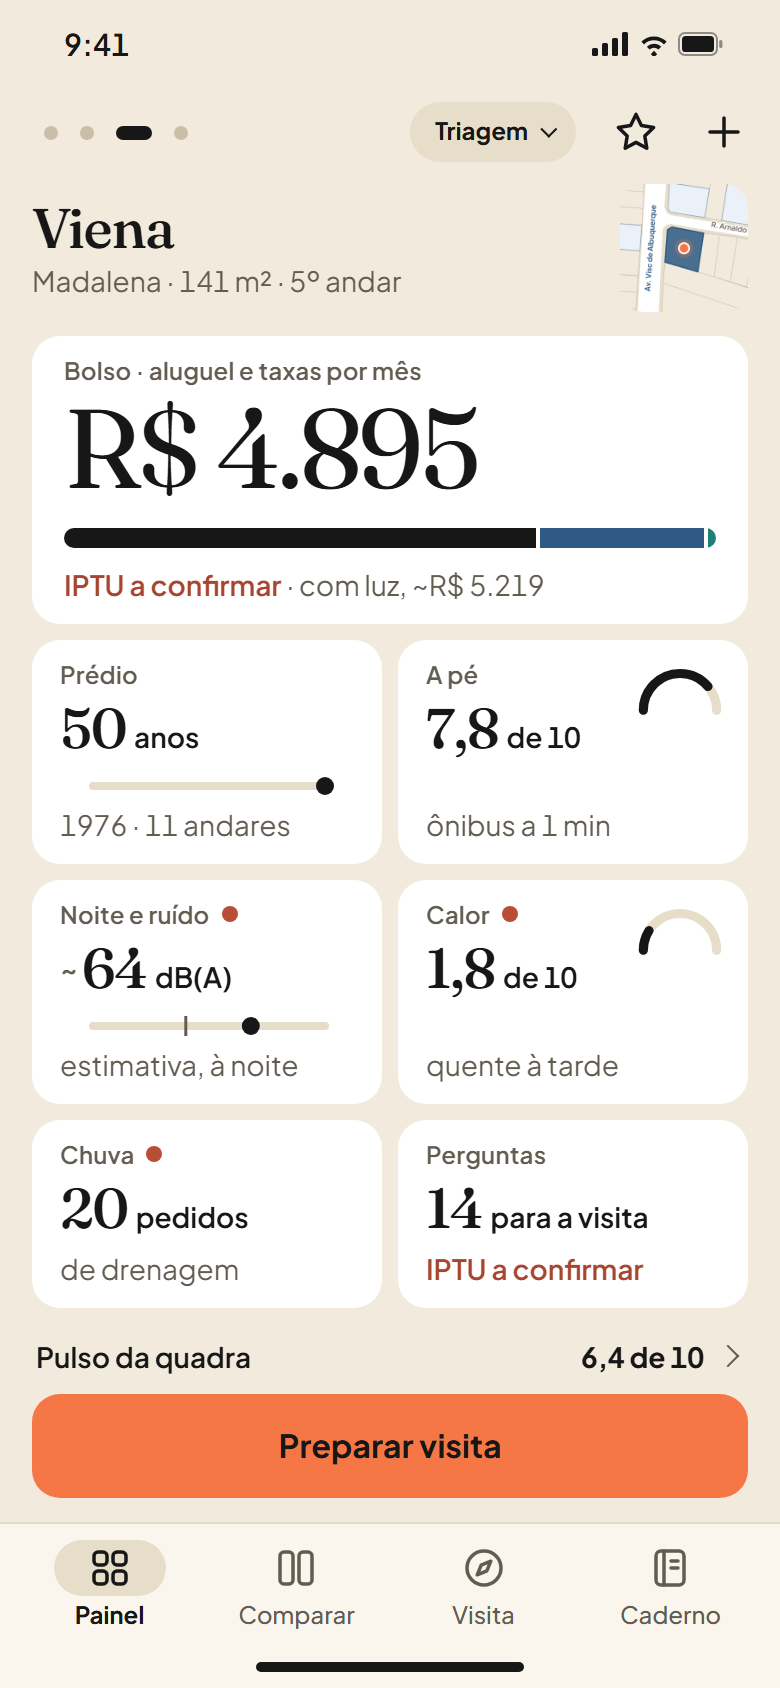 9:41
Triagem
Viena
Madalena · 141 m² · 5º andar
Av. Visc de Albuquerque
R. Arnaldo
Bolso · aluguel e taxas por mês
R$ 4.895
IPTU a confirmar · com luz, ~R$ 5.219
Prédio
50 anos
1976 · 11 andares
A pé
7,8 de 10
ônibus a 1 min
Noite e ruído
~64 dB(A)
estimativa, à noite
Calor
1,8 de 10
quente à tarde
Chuva
20 pedidos
de drenagem
Perguntas
14 para a visita
IPTU a confirmar
Pulso da quadra
6,4 de 10
Preparar visita
Painel
Comparar
Visita
Caderno